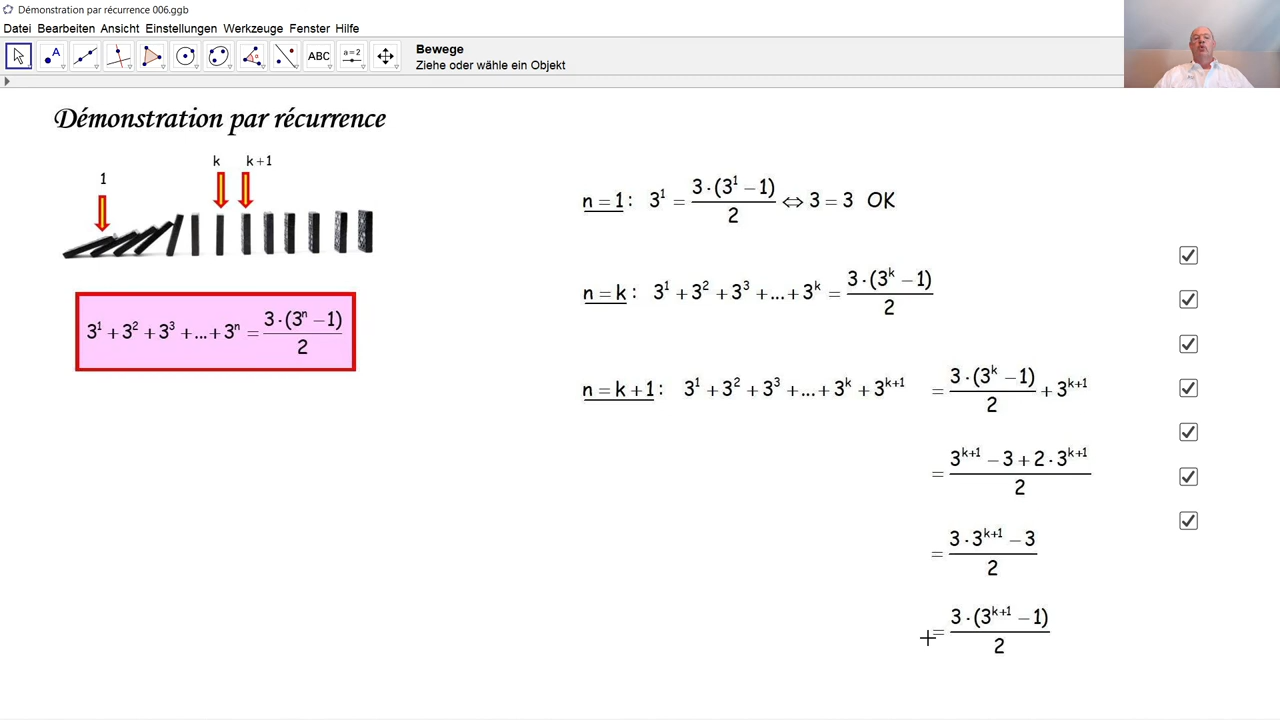 Démonstration par récurrence 006.ggb
Datei Bearbeiten Ansicht Einstellungen Werkzeuge Fenster Hilfe
A ABC a = 2 Bewege
Ziehe oder wähle ein Objekt
Démonstration par récurrence
1 k k + 1
3¹ + 3² + 3³ + ... + 3ⁿ = 3 · (3ⁿ − 1) / 2
n = 1 : 3¹ = 3 · (3¹ − 1) / 2 ⇔ 3 = 3 OK
n = k : 3¹ + 3² + 3³ + ... + 3ᵏ = 3 · (3ᵏ − 1) / 2
n = k + 1 : 3¹ + 3² + 3³ + ... + 3ᵏ + 3ᵏ⁺¹ = 3 · (3ᵏ − 1) / 2 + 3ᵏ⁺¹
= 3ᵏ⁺¹ − 3 + 2 · 3ᵏ⁺¹ / 2
= 3 · 3ᵏ⁺¹ − 3 / 2
= 3 · (3ᵏ⁺¹ − 1) / 2